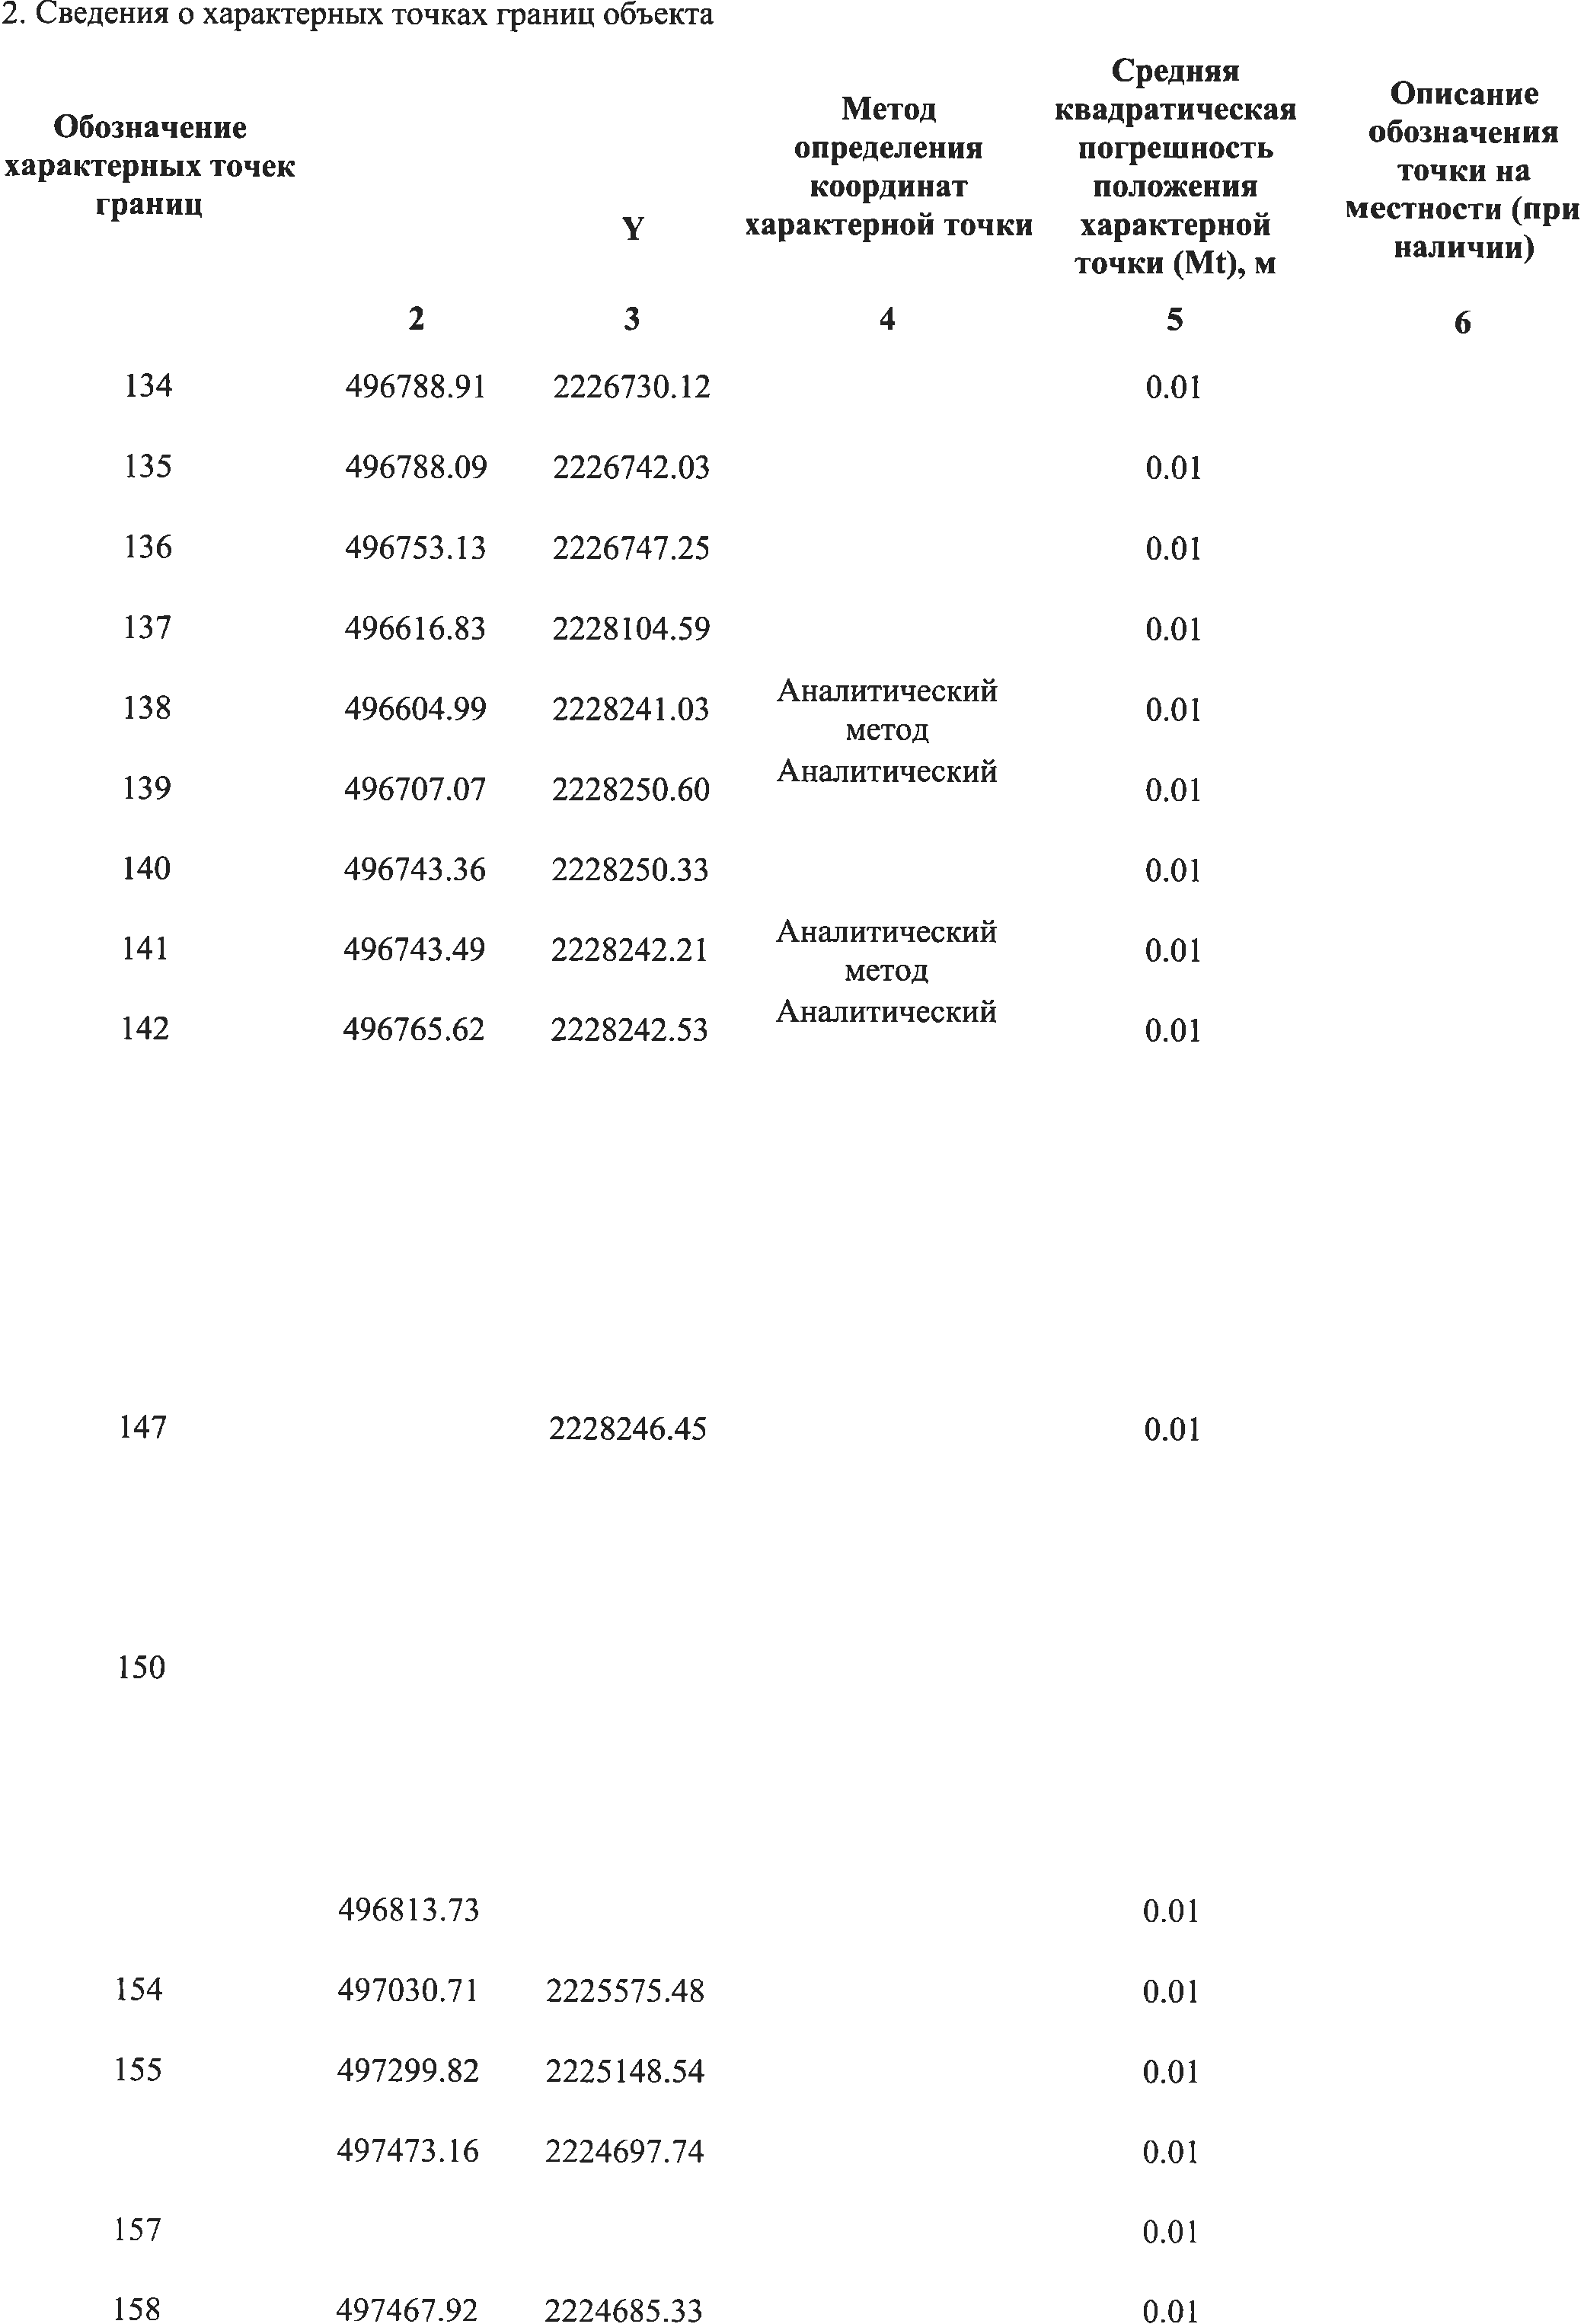 2. Сведения о характерных точках границ объекта
Обозначение
характерных точек
границ
Y
Метод
определения
координат
характерной точки
Средняя
квадратическая
погрешность
положения
характерной
точки (Mt), м
Описание
обозначения
точки на
местности (при
наличии)
2 3 4 5 6
134 496788.91 2226730.12 0.01
135 496788.09 2226742.03 0.01
136 496753.13 2226747.25 0.01
137 496616.83 2228104.59 0.01
138 496604.99 2228241.03 Аналитический 0.01
метод
139 496707.07 2228250.60 Аналитический 0.01
140 496743.36 2228250.33 0.01
141 496743.49 2228242.21 Аналитический 0.01
метод
142 496765.62 2228242.53 Аналитический 0.01
147 2228246.45 0.01
150
496813.73 0.01
154 497030.71 2225575.48 0.01
155 497299.82 2225148.54 0.01
497473.16 2224697.74 0.01
157 0.01
158 497467.92 2224685.33 0.01